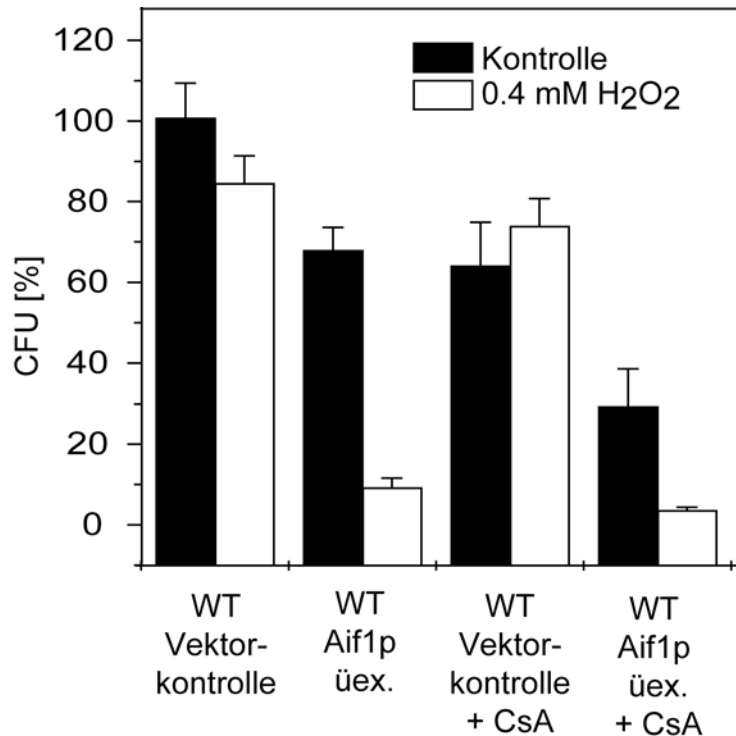 120
100
80
60
40
20
0
CFU [%]
Kontrolle
0.4 mM H2O2
WT
Vektor-
kontrolle
WT
Aif1p
üex.
WT
Vektor-
kontrolle
+ CsA
WT
Aif1p
üex.
+ CsA